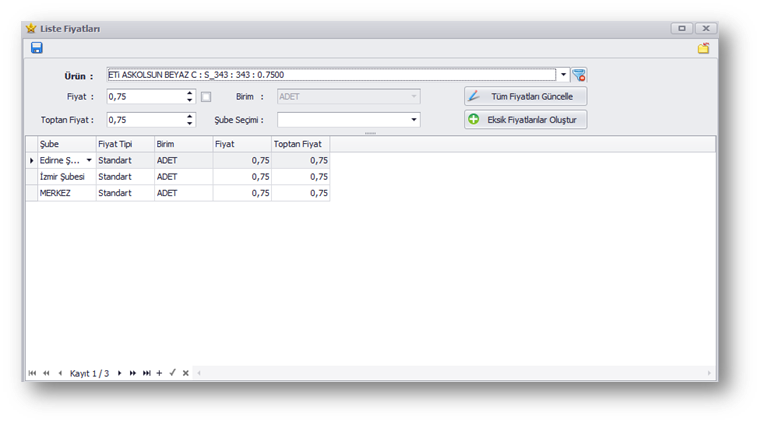 Liste Fiyatları
Ürün : ETİ ASKOLSUN BEYAZ C : S_343 : 343 : 0.7500
Fiyat : 0,75 Birim : ADET Tüm Fiyatları Güncelle
Toptan Fiyat : 0,75 Şube Seçimi : Eksik Fiyatlanlar Oluştur
Şube Fiyat Tipi Birim Fiyat Toptan Fiyat
Edirne Ş... Standart ADET 0,75 0,75
İzmir Şubesi Standart ADET 0,75 0,75
MERKEZ Standart ADET 0,75 0,75
Kayıt 1 / 3